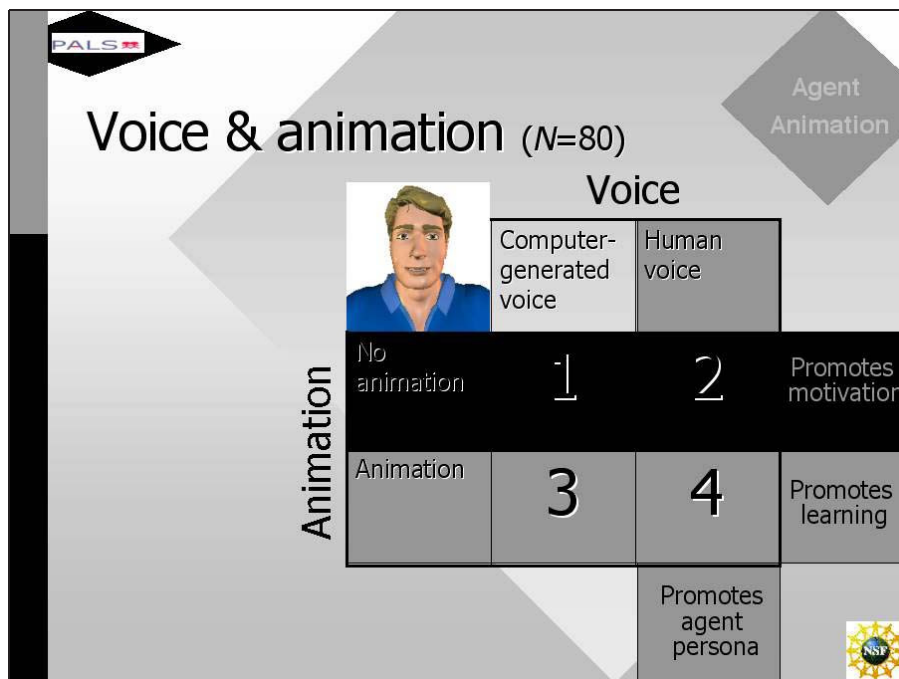 PALS
Agent
Animation
Voice & animation (N=80)
Voice
Computer-
generated
voice
Human
voice
Animation
No
animation
1
2
Promotes
motivation
Animation
3
4
Promotes
learning
Promotes
agent
persona
NSF